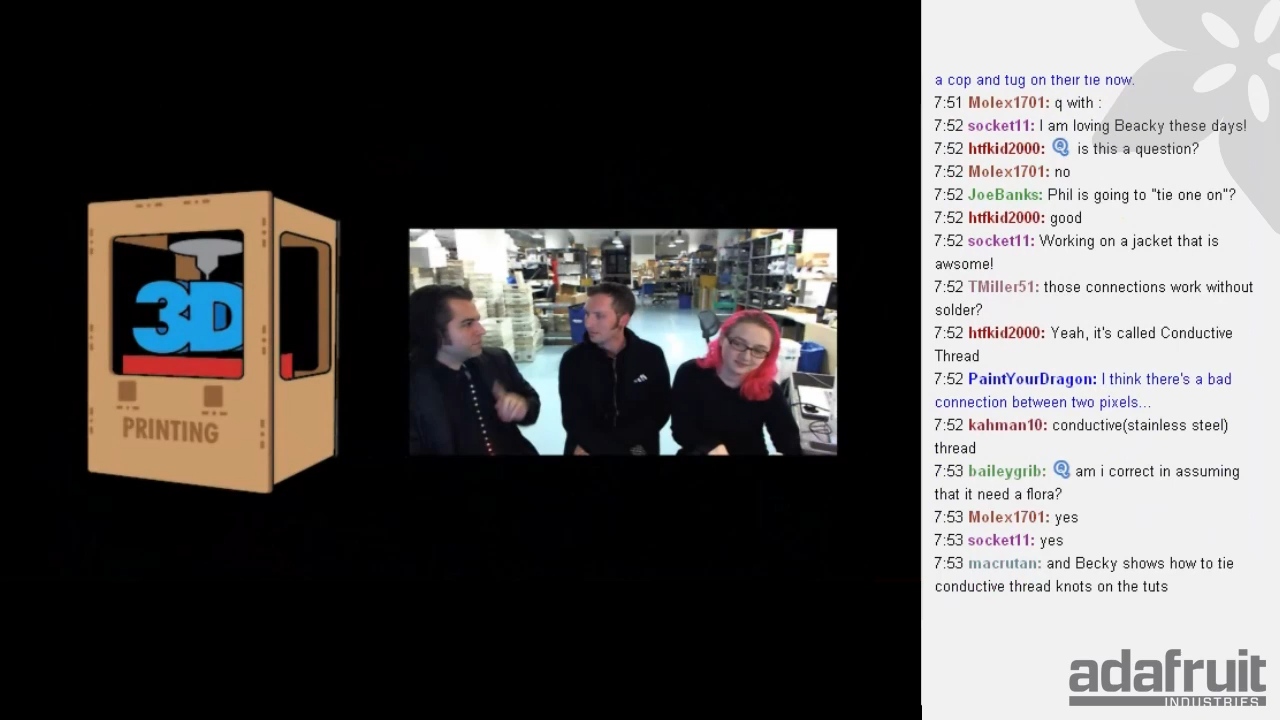 3D
PRINTING
a cop and tug on their tie now.
7:51 Molex1701: q with :
7:52 socket11: I am loving Beacky these days!
7:52 htfkid2000: is this a question?
7:52 Molex1701: no
7:52 JoeBanks: Phil is going to "tie one on"?
7:52 htfkid2000: good
7:52 socket11: Working on a jacket that is
awsome!
7:52 TMiller51: those connections work without
solder?
7:52 htfkid2000: Yeah, it's called Conductive
Thread
7:52 PaintYourDragon: I think there's a bad
connection between two pixels...
7:52 kahman10: conductive(stainless steel)
thread
7:53 baileygrib: am i correct in assuming
that it need a flora?
7:53 Molex1701: yes
7:53 socket11: yes
7:53 macrutan: and Becky shows how to tie
conductive thread knots on the tuts
adafruit
INDUSTRIES